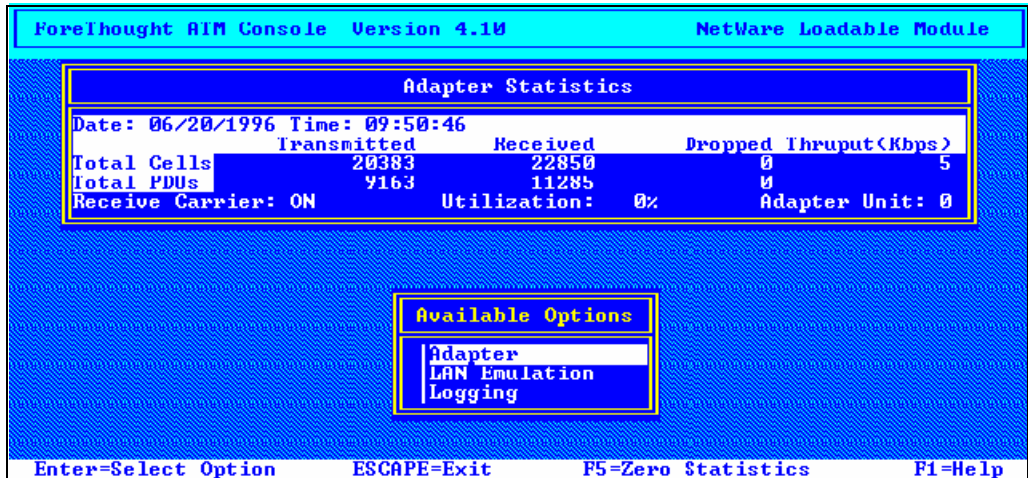 ForeThought ATM Console Version 4.10 NetWare Loadable Module
Adapter Statistics
Date: 06/20/1996 Time: 09:50:46
Transmitted Received Dropped Thruput(Kbps)
Total Cells 20383 22850 0 5
Total PDUs 9163 11285 0
Receive Carrier: ON Utilization: 0% Adapter Unit: 0
Available Options
Adapter
LAN Emulation
Logging
Enter=Select Option ESCAPE=Exit F5=Zero Statistics F1=Help